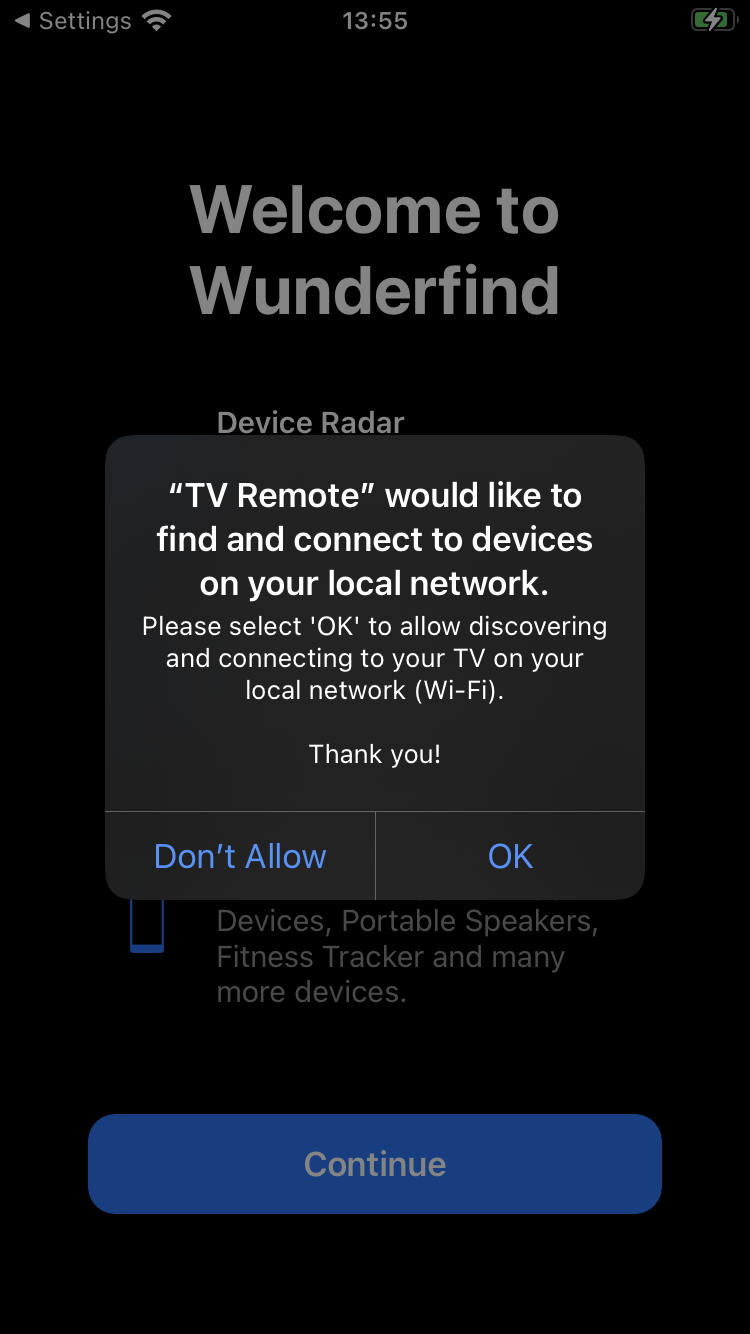 Settings
13:55
Welcome to
Wunderfind
Device Radar
“TV Remote” would like to
find and connect to devices
on your local network.
Please select 'OK' to allow discovering
and connecting to your TV on your
local network (Wi-Fi).
Thank you!
Don’t Allow
OK
Devices, Portable Speakers,
Fitness Tracker and many
more devices.
Continue